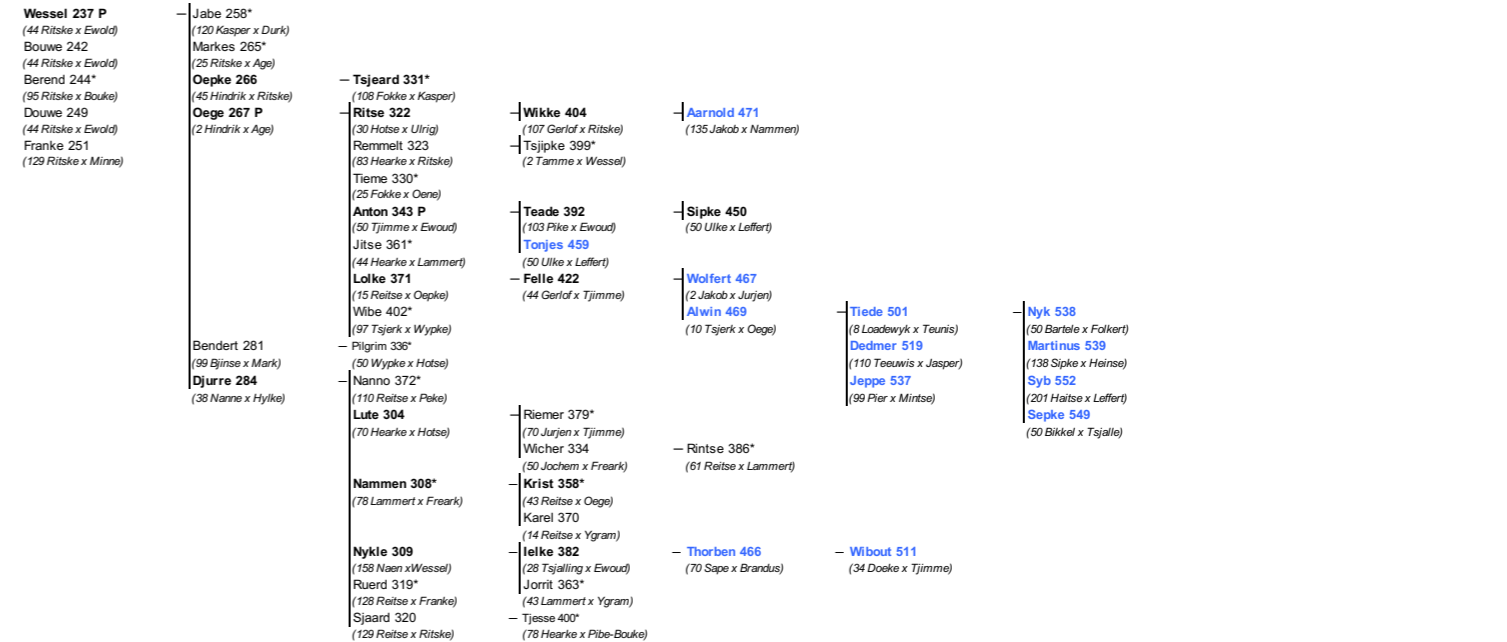 Wessel 237 P
(44 Ritske x Ewold)
Bouwe 242
(44 Ritske x Ewold)
Berend 244*
(95 Ritske x Bouke)
Douwe 249
(44 Ritske x Ewold)
Franke 251
(129 Ritske x Minne)
Jabe 258*
(120 Kasper x Durk)
Markes 265*
(25 Ritske x Age)
Oepke 266
(45 Hindrik x Ritske)
Oege 267 P
(2 Hindrik x Age)
Bendert 281
(99 Bjinse x Mark)
Djurre 284
(38 Nanne x Hylke)
Tsjeard 331*
(108 Fokke x Kasper)
Ritse 322
(30 Hotse x Ulrig)
Remmelt 323
(83 Hearke x Ritske)
Tieme 330*
(25 Fokke x Oene)
Anton 343 P
(50 Tjimme x Ewoud)
Jitse 361*
(44 Hearke x Lammert)
Lolke 371
(15 Reitse x Oepke)
Wibe 402*
(97 Tsjerk x Wypke)
Pilgrim 336*
(50 Wypke x Hotse)
Nanno 372*
(110 Reitse x Peke)
Lute 304
(70 Hearke x Hotse)
Nammen 308*
(78 Lammert x Freark)
Nykle 309
(158 Naen xWessel)
Ruerd 319*
(128 Reitse x Franke)
Sjaard 320
(129 Reitse x Ritske)
Wikke 404
(107 Gerlof x Ritske)
Tsjipke 399*
(2 Tamme x Wessel)
Teade 392
(103 Pike x Ewoud)
Tonjes 459
(50 Ulke x Leffert)
Felle 422
(44 Gerlof x Tjimme)
Riemer 379*
(70 Jurjen x Tjimme)
Wicher 334
(50 Jochem x Freark)
Krist 358*
(43 Reitse x Oege)
Karel 370
(14 Reitse x Ygram)
Ielke 382
(28 Tsjalling x Ewoud)
Jorrit 363*
(43 Lammert x Ygram)
Tjesse 400*
(78 Hearke x Pibe-Bouke)
Aarnold 471
(135 Jakob x Nammen)
Sipke 450
(50 Ulke x Leffert)
Wolfert 467
(2 Jakob x Jurjen)
Alwin 469
(10 Tsjerk x Oege)
Rintse 386*
(61 Reitse x Lammert)
Thorben 466
(70 Sape x Brandus)
Tiede 501
(8 Loadewyk x Teunis)
Dedmer 519
(110 Teeuwis x Jasper)
Jeppe 537
(99 Pier x Mintse)
Wibout 511
(34 Doeke x Tjimme)
Nyk 538
(50 Bartele x Folkert)
Martinus 539
(138 Sipke x Heinse)
Syb 552
(201 Haitse x Leffert)
Sepke 549
(50 Bikkel x Tsjalle)